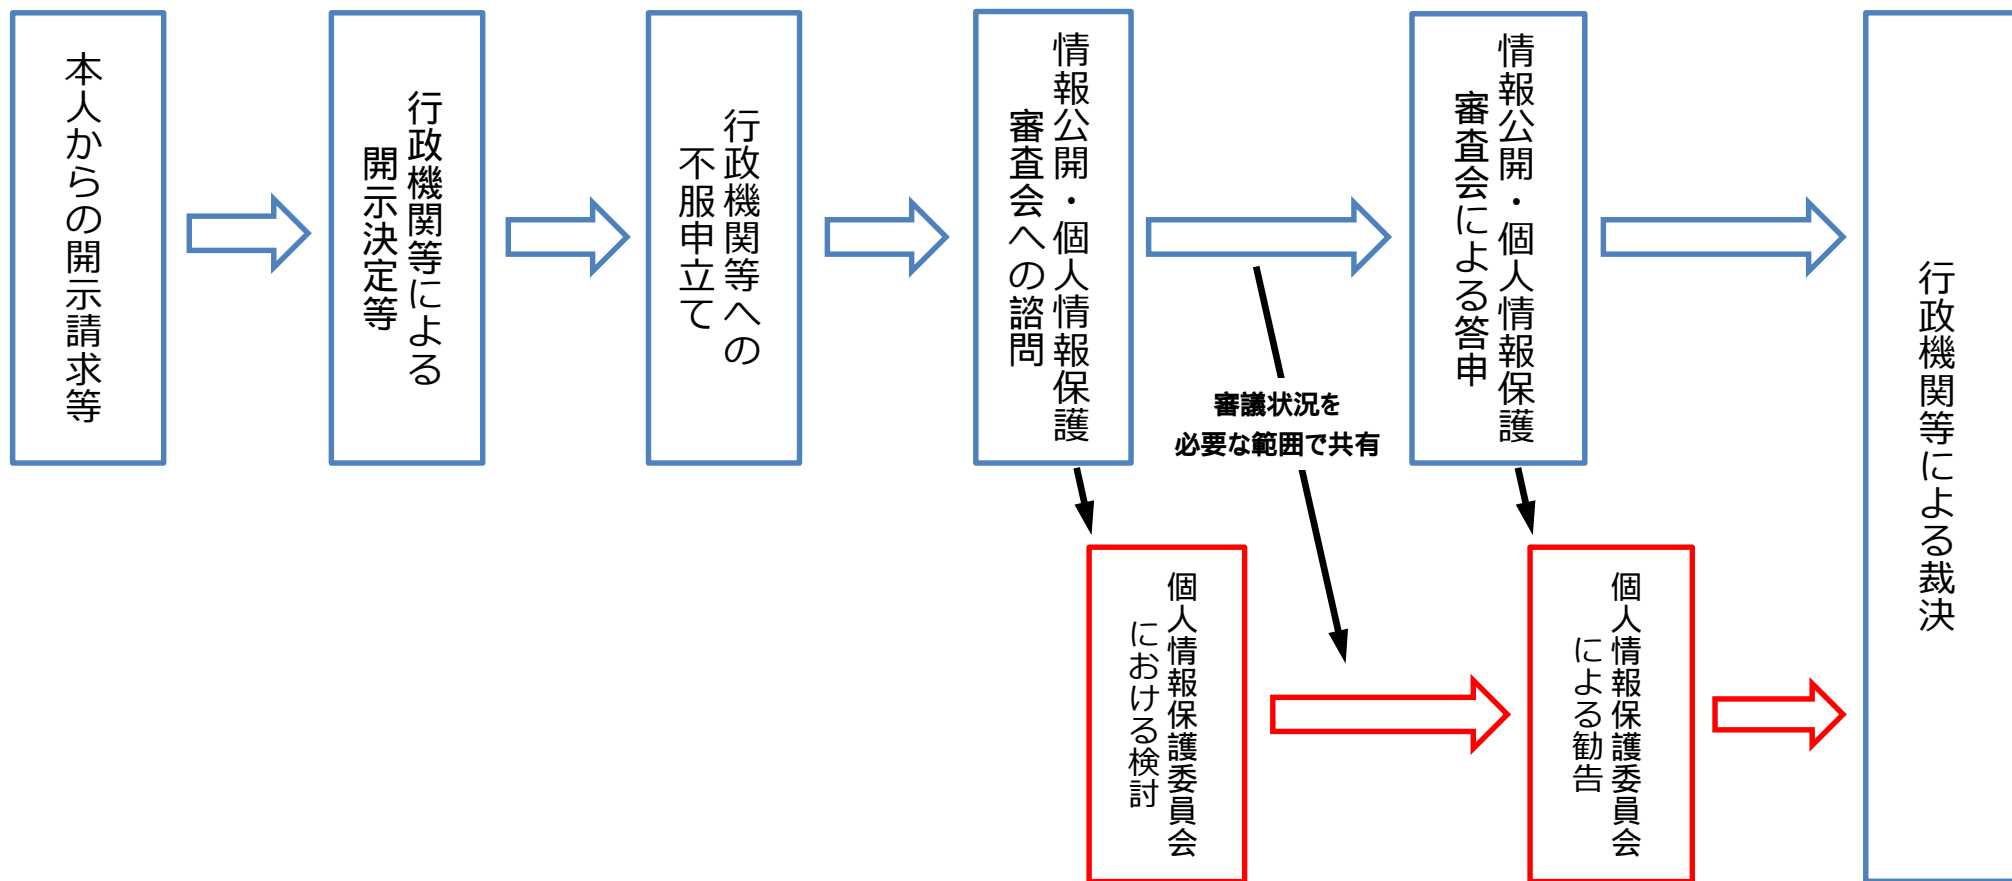 本人からの開示請求等
行政機関等による
開示決定等
行政機関等への
不服申立て
情報公開・個人情報保護
審査会への諮問
情報公開・個人情報保護
審査会による答申
行政機関等による裁決
審議状況を
必要な範囲で共有
個人情報保護委員会
における検討
個人情報保護委員会
による勧告